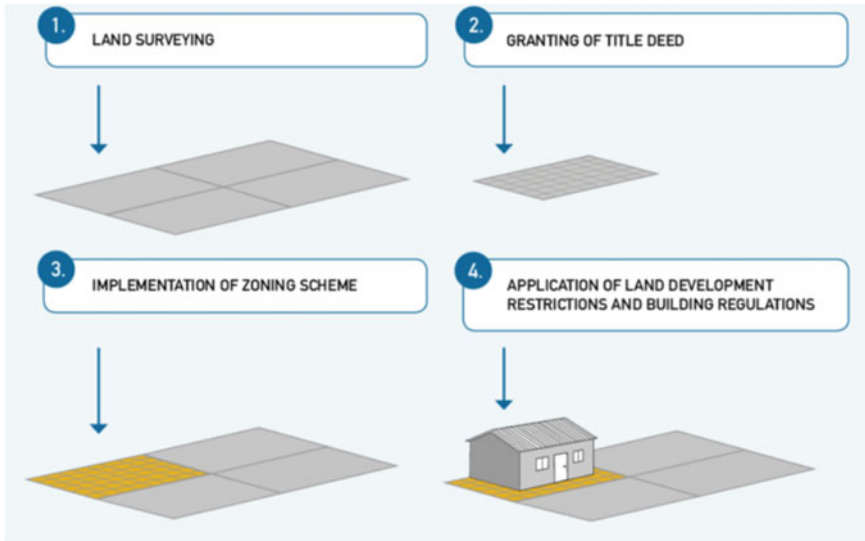 1.
LAND SURVEYING
2.
GRANTING OF TITLE DEED
3.
IMPLEMENTATION OF ZONING SCHEME
4.
APPLICATION OF LAND DEVELOPMENT
RESTRICTIONS AND BUILDING REGULATIONS